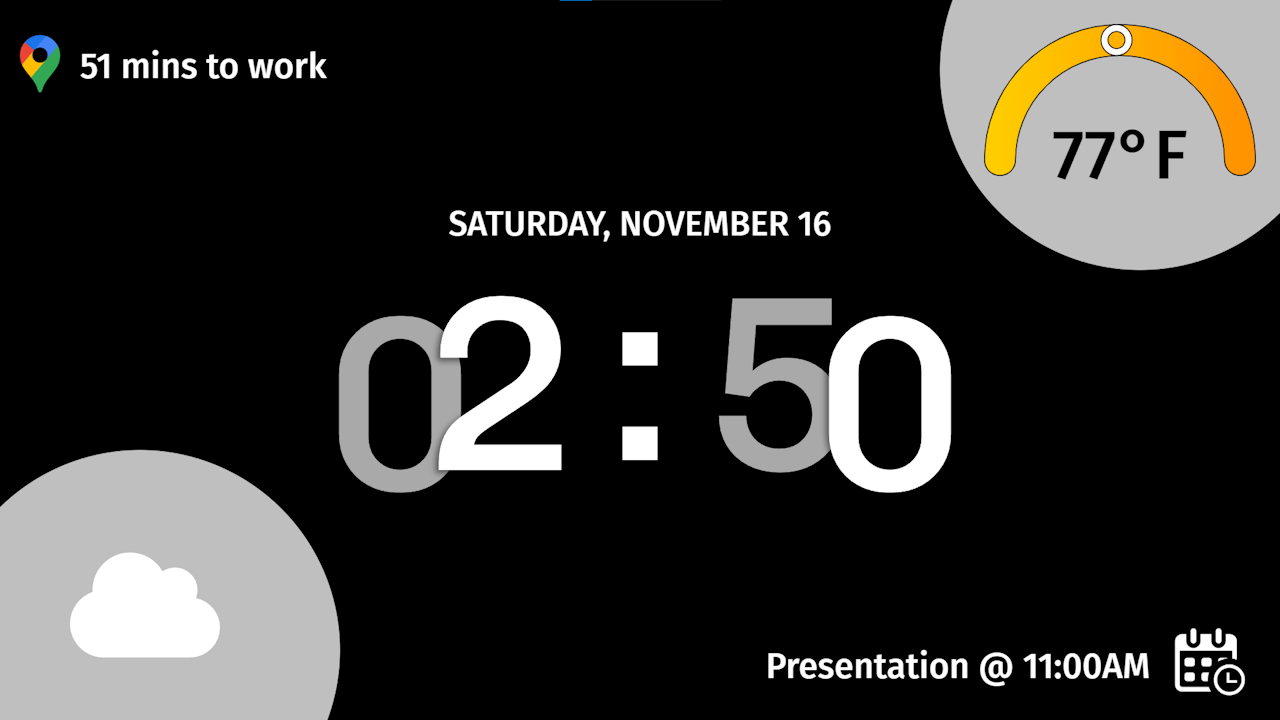 51 mins to work
77° F
SATURDAY, NOVEMBER 16
02:50
Presentation @ 11:00AM